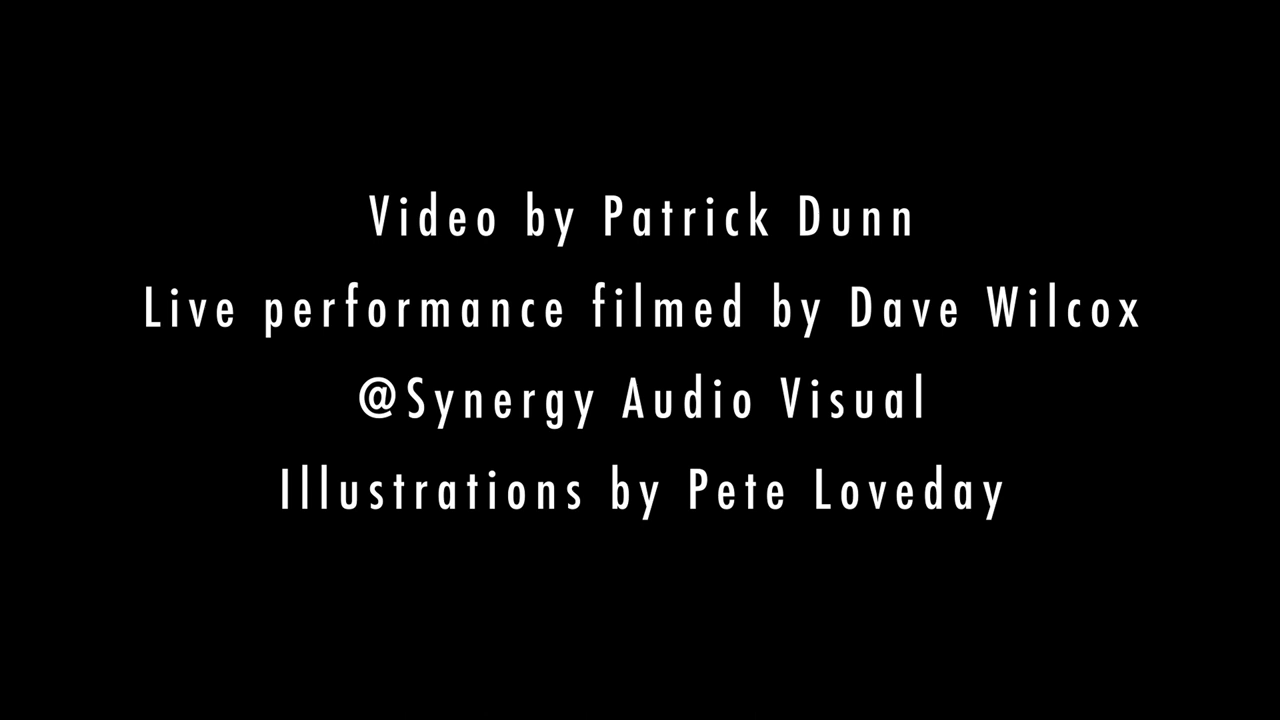 Video by Patrick Dunn
Live performance filmed by Dave Wilcox
@Synergy Audio Visual
Illustrations by Pete Loveday